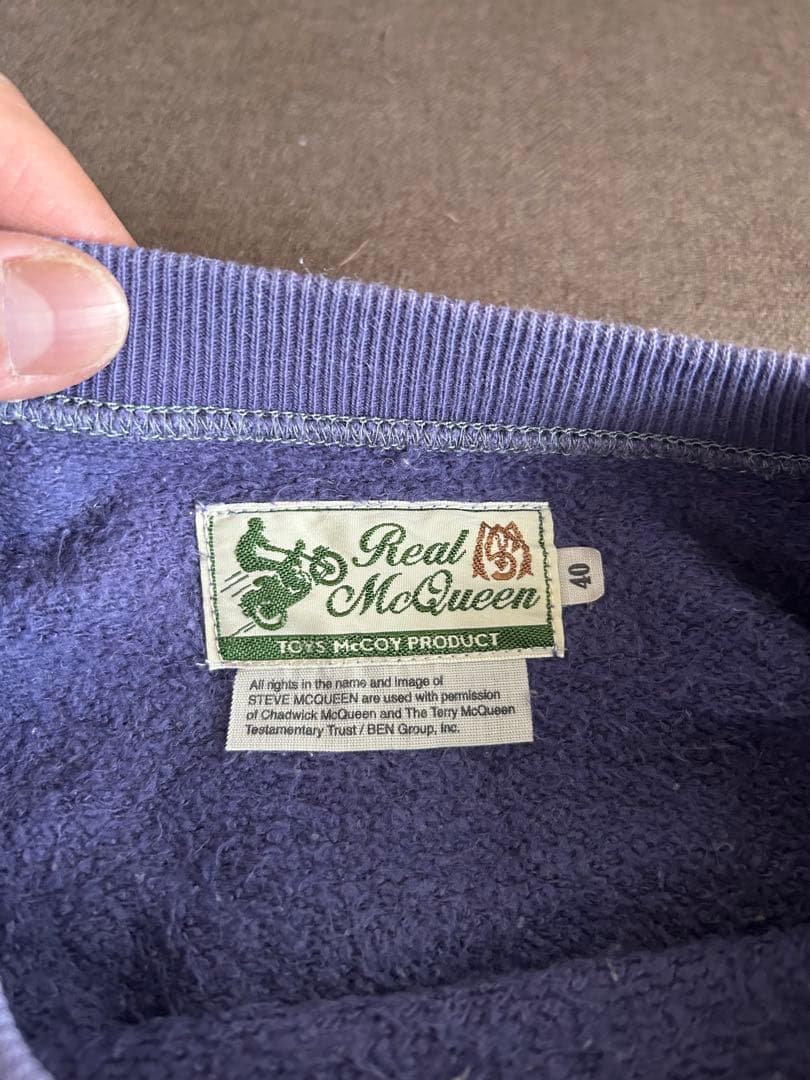 Real
McQueen
TOYS McCOY PRODUCT
40
All rights in the name and Image of
STEVE MCQUEEN are used with permission
of Chadwick McQueen and The Terry McQueen
Testamentary Trust / BEN Group, Inc.